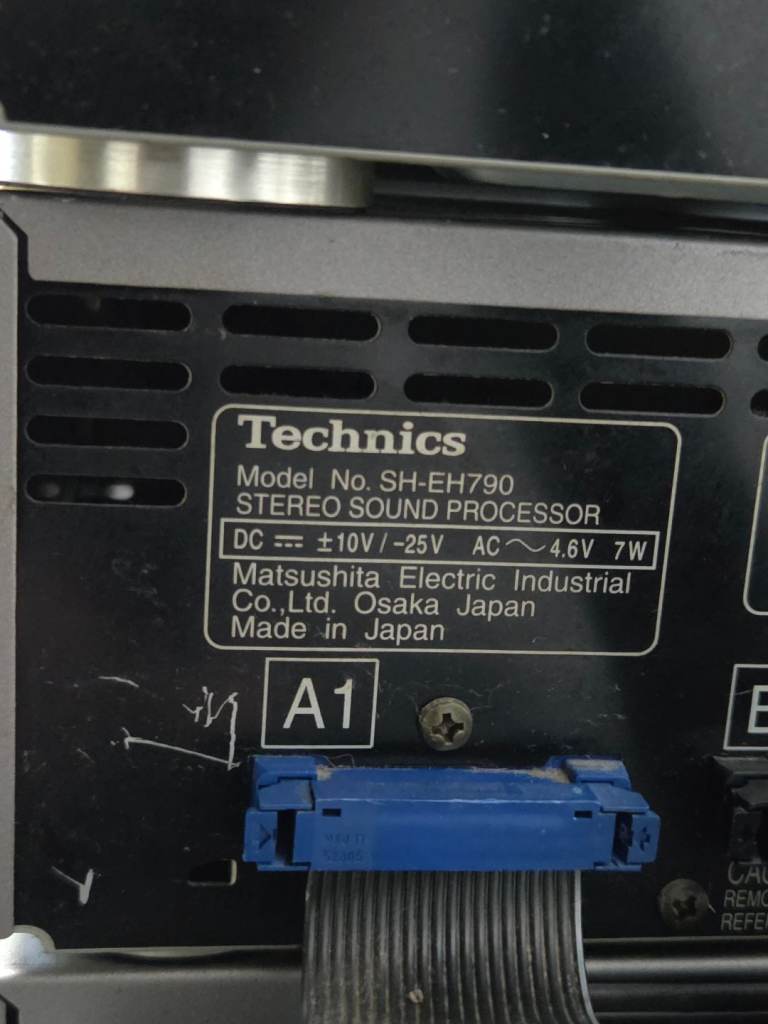 Technics
Model No. SH-EH790
STEREO SOUND PROCESSOR
DC ⎓ ±10V / -25V AC ～ 4.6V 7W
Matsushita Electric Industrial
Co.,Ltd. Osaka Japan
Made in Japan
A1